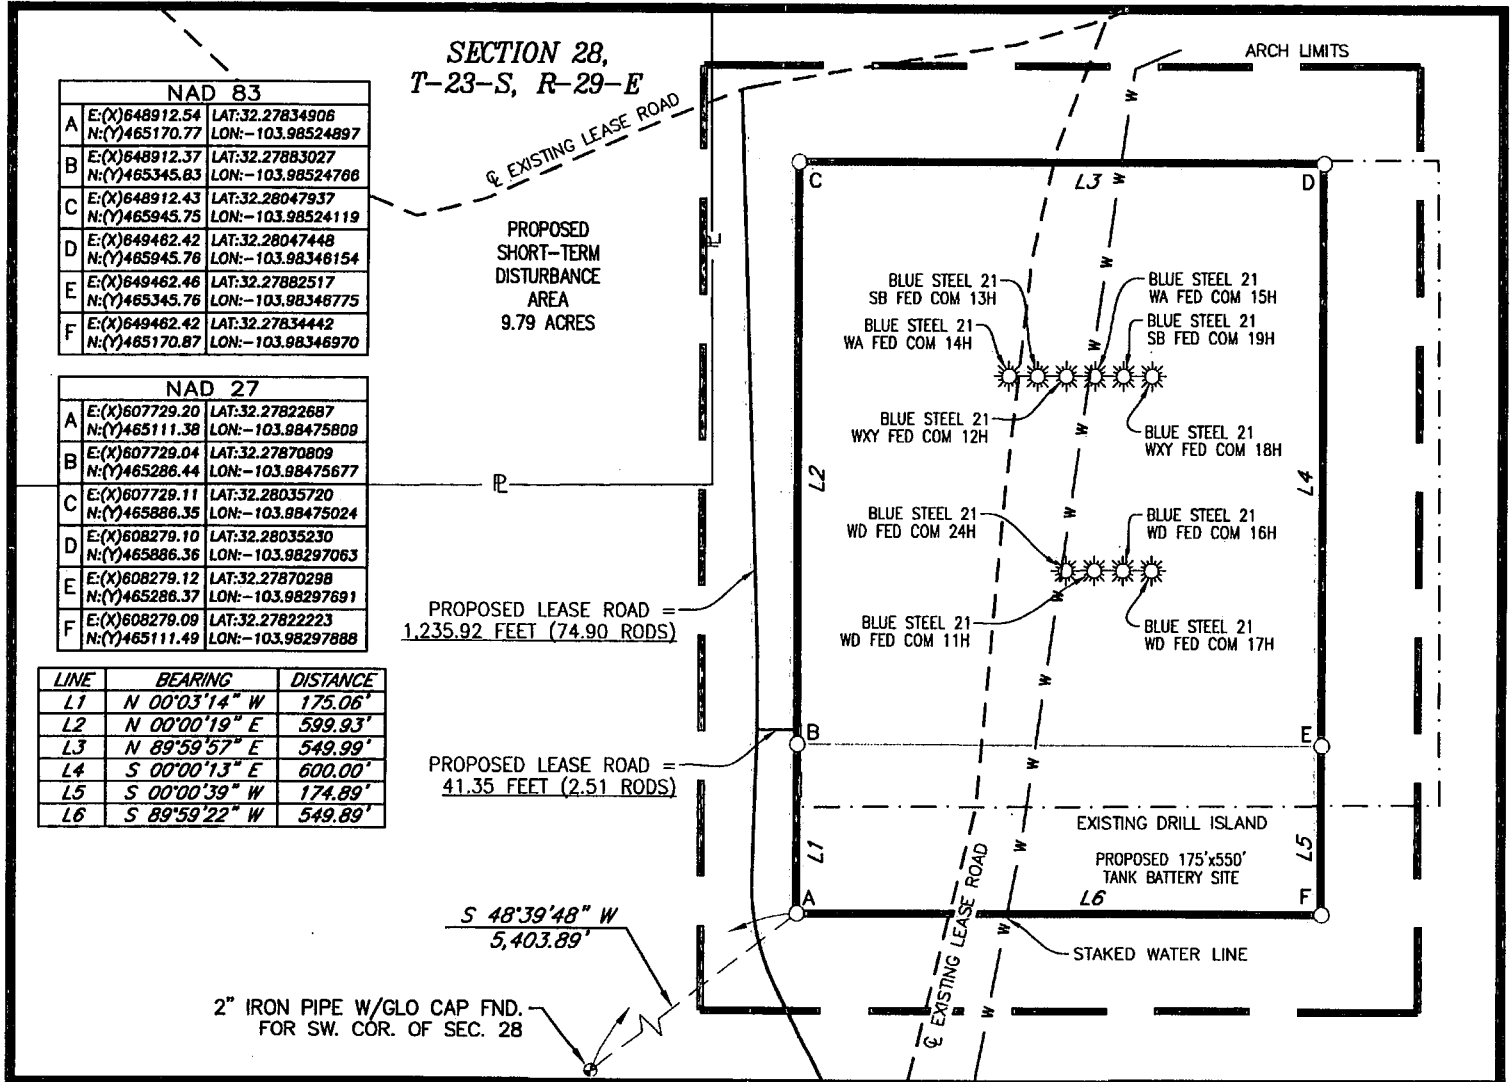 SECTION 28,
T-23-S, R-29-E
ARCH LIMITS
NAD 83
A E:(X)648912.54 LAT:32.27834906
N:(Y)465170.77 LON:-103.98524897
B E:(X)648912.37 LAT:32.27883027
N:(Y)465345.83 LON:-103.98524766
C E:(X)648912.43 LAT:32.28047937
N:(Y)465945.75 LON:-103.98524119
D E:(X)649462.42 LAT:32.28047448
N:(Y)465945.76 LON:-103.98346154
E E:(X)649462.46 LAT:32.27882517
N:(Y)465345.76 LON:-103.98346775
F E:(X)649462.42 LAT:32.27834442
N:(Y)465170.87 LON:-103.98346970
NAD 27
A E:(X)607729.20 LAT:32.27822687
N:(Y)465111.38 LON:-103.98475809
B E:(X)607729.04 LAT:32.27870809
N:(Y)465286.44 LON:-103.98475677
C E:(X)607729.11 LAT:32.28035720
N:(Y)465886.35 LON:-103.98475024
D E:(X)608279.10 LAT:32.28035230
N:(Y)465886.36 LON:-103.98297063
E E:(X)608279.12 LAT:32.27870298
N:(Y)465286.37 LON:-103.98297691
F E:(X)608279.09 LAT:32.27822223
N:(Y)465111.49 LON:-103.98297888
LINE BEARING DISTANCE
L1 N 00°03'14" W 175.06'
L2 N 00°00'19" E 599.93'
L3 N 89°59'57" E 549.99'
L4 S 00°00'13" E 600.00'
L5 S 00°00'39" W 174.89'
L6 S 89°59'22" W 549.89'
℄ EXISTING LEASE ROAD
PROPOSED
SHORT-TERM
DISTURBANCE
AREA
9.79 ACRES
PL
PL
C
L3
D
W
W
W
W
W
W
W
W
W
W
W
W
W
BLUE STEEL 21
SB FED COM 13H
BLUE STEEL 21
WA FED COM 15H
BLUE STEEL 21
WA FED COM 14H
BLUE STEEL 21
SB FED COM 19H
BLUE STEEL 21
WXY FED COM 12H
BLUE STEEL 21
WXY FED COM 18H
L2
L4
BLUE STEEL 21
WD FED COM 24H
BLUE STEEL 21
WD FED COM 16H
BLUE STEEL 21
WD FED COM 11H
BLUE STEEL 21
WD FED COM 17H
PROPOSED LEASE ROAD =
1,235.92 FEET (74.90 RODS)
B
E
PROPOSED LEASE ROAD =
41.35 FEET (2.51 RODS)
EXISTING DRILL ISLAND
PROPOSED 175'x550'
TANK BATTERY SITE
L1
L5
A
L6
F
℄ EXISTING LEASE ROAD
STAKED WATER LINE
S 48°39'48" W
5,403.89'
2" IRON PIPE W/GLO CAP FND.
FOR SW. COR. OF SEC. 28